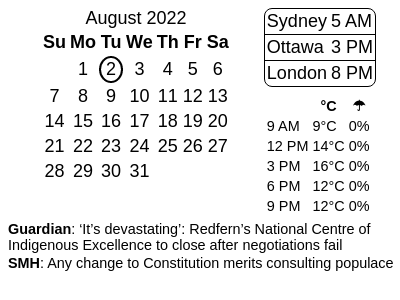 August 2022
Su Mo Tu We Th Fr Sa
1 2 3 4 5 6
7 8 9 10 11 12 13
14 15 16 17 18 19 20
21 22 23 24 25 26 27
28 29 30 31
Sydney 5 AM
Ottawa 3 PM
London 8 PM
°C ☂
9 AM 9°C 0%
12 PM 14°C 0%
3 PM 16°C 0%
6 PM 12°C 0%
9 PM 12°C 0%
Guardian: ‘It’s devastating’: Redfern’s National Centre of
Indigenous Excellence to close after negotiations fail
SMH: Any change to Constitution merits consulting populace